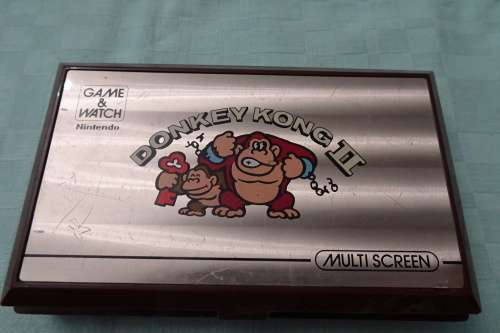 GAME
&
WATCH
Nintendo
DONKEY KONG II
MULTI SCREEN